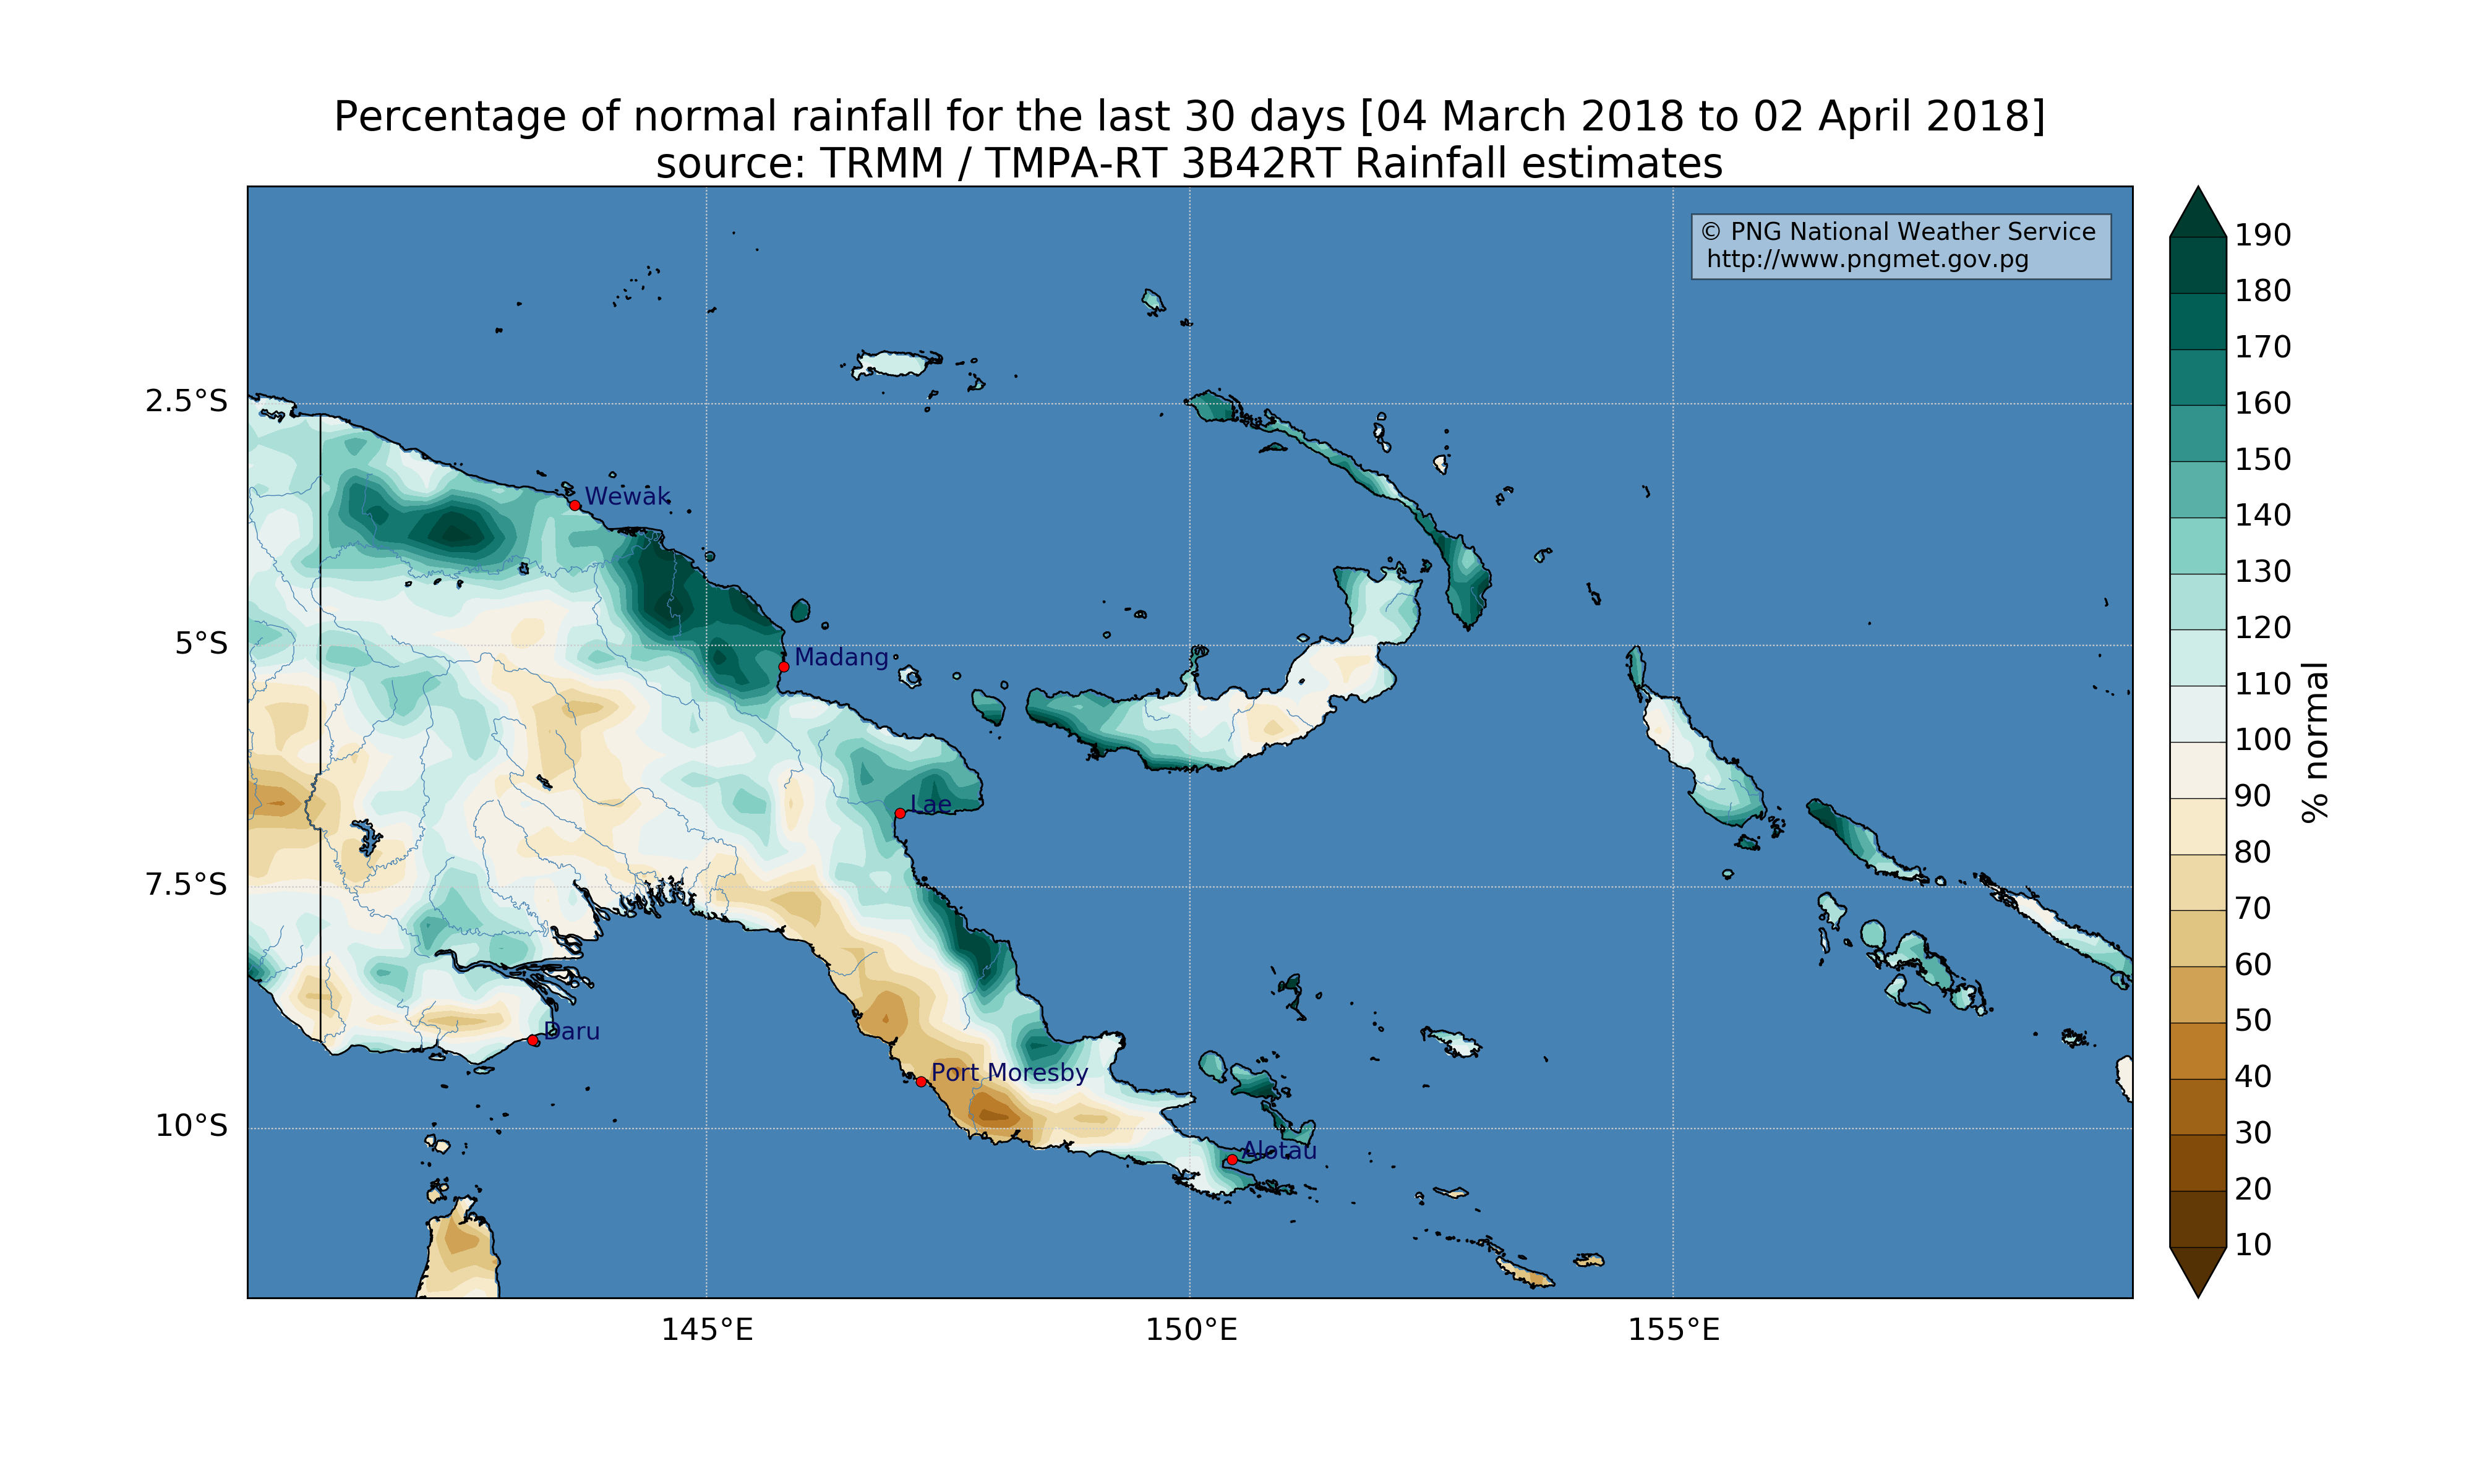 Percentage of normal rainfall for the last 30 days [04 March 2018 to 02 April 2018]
source: TRMM / TMPA-RT 3B42RT Rainfall estimates
© PNG National Weather Service
http://www.pngmet.gov.pg
2.5°S
5°S
7.5°S
10°S
Wewak
Madang
Lae
Daru
Port Moresby
Alotau
145°E
150°E
155°E
190
180
170
160
150
140
130
120
110
100
90
80
70
60
50
40
30
20
10
% normal